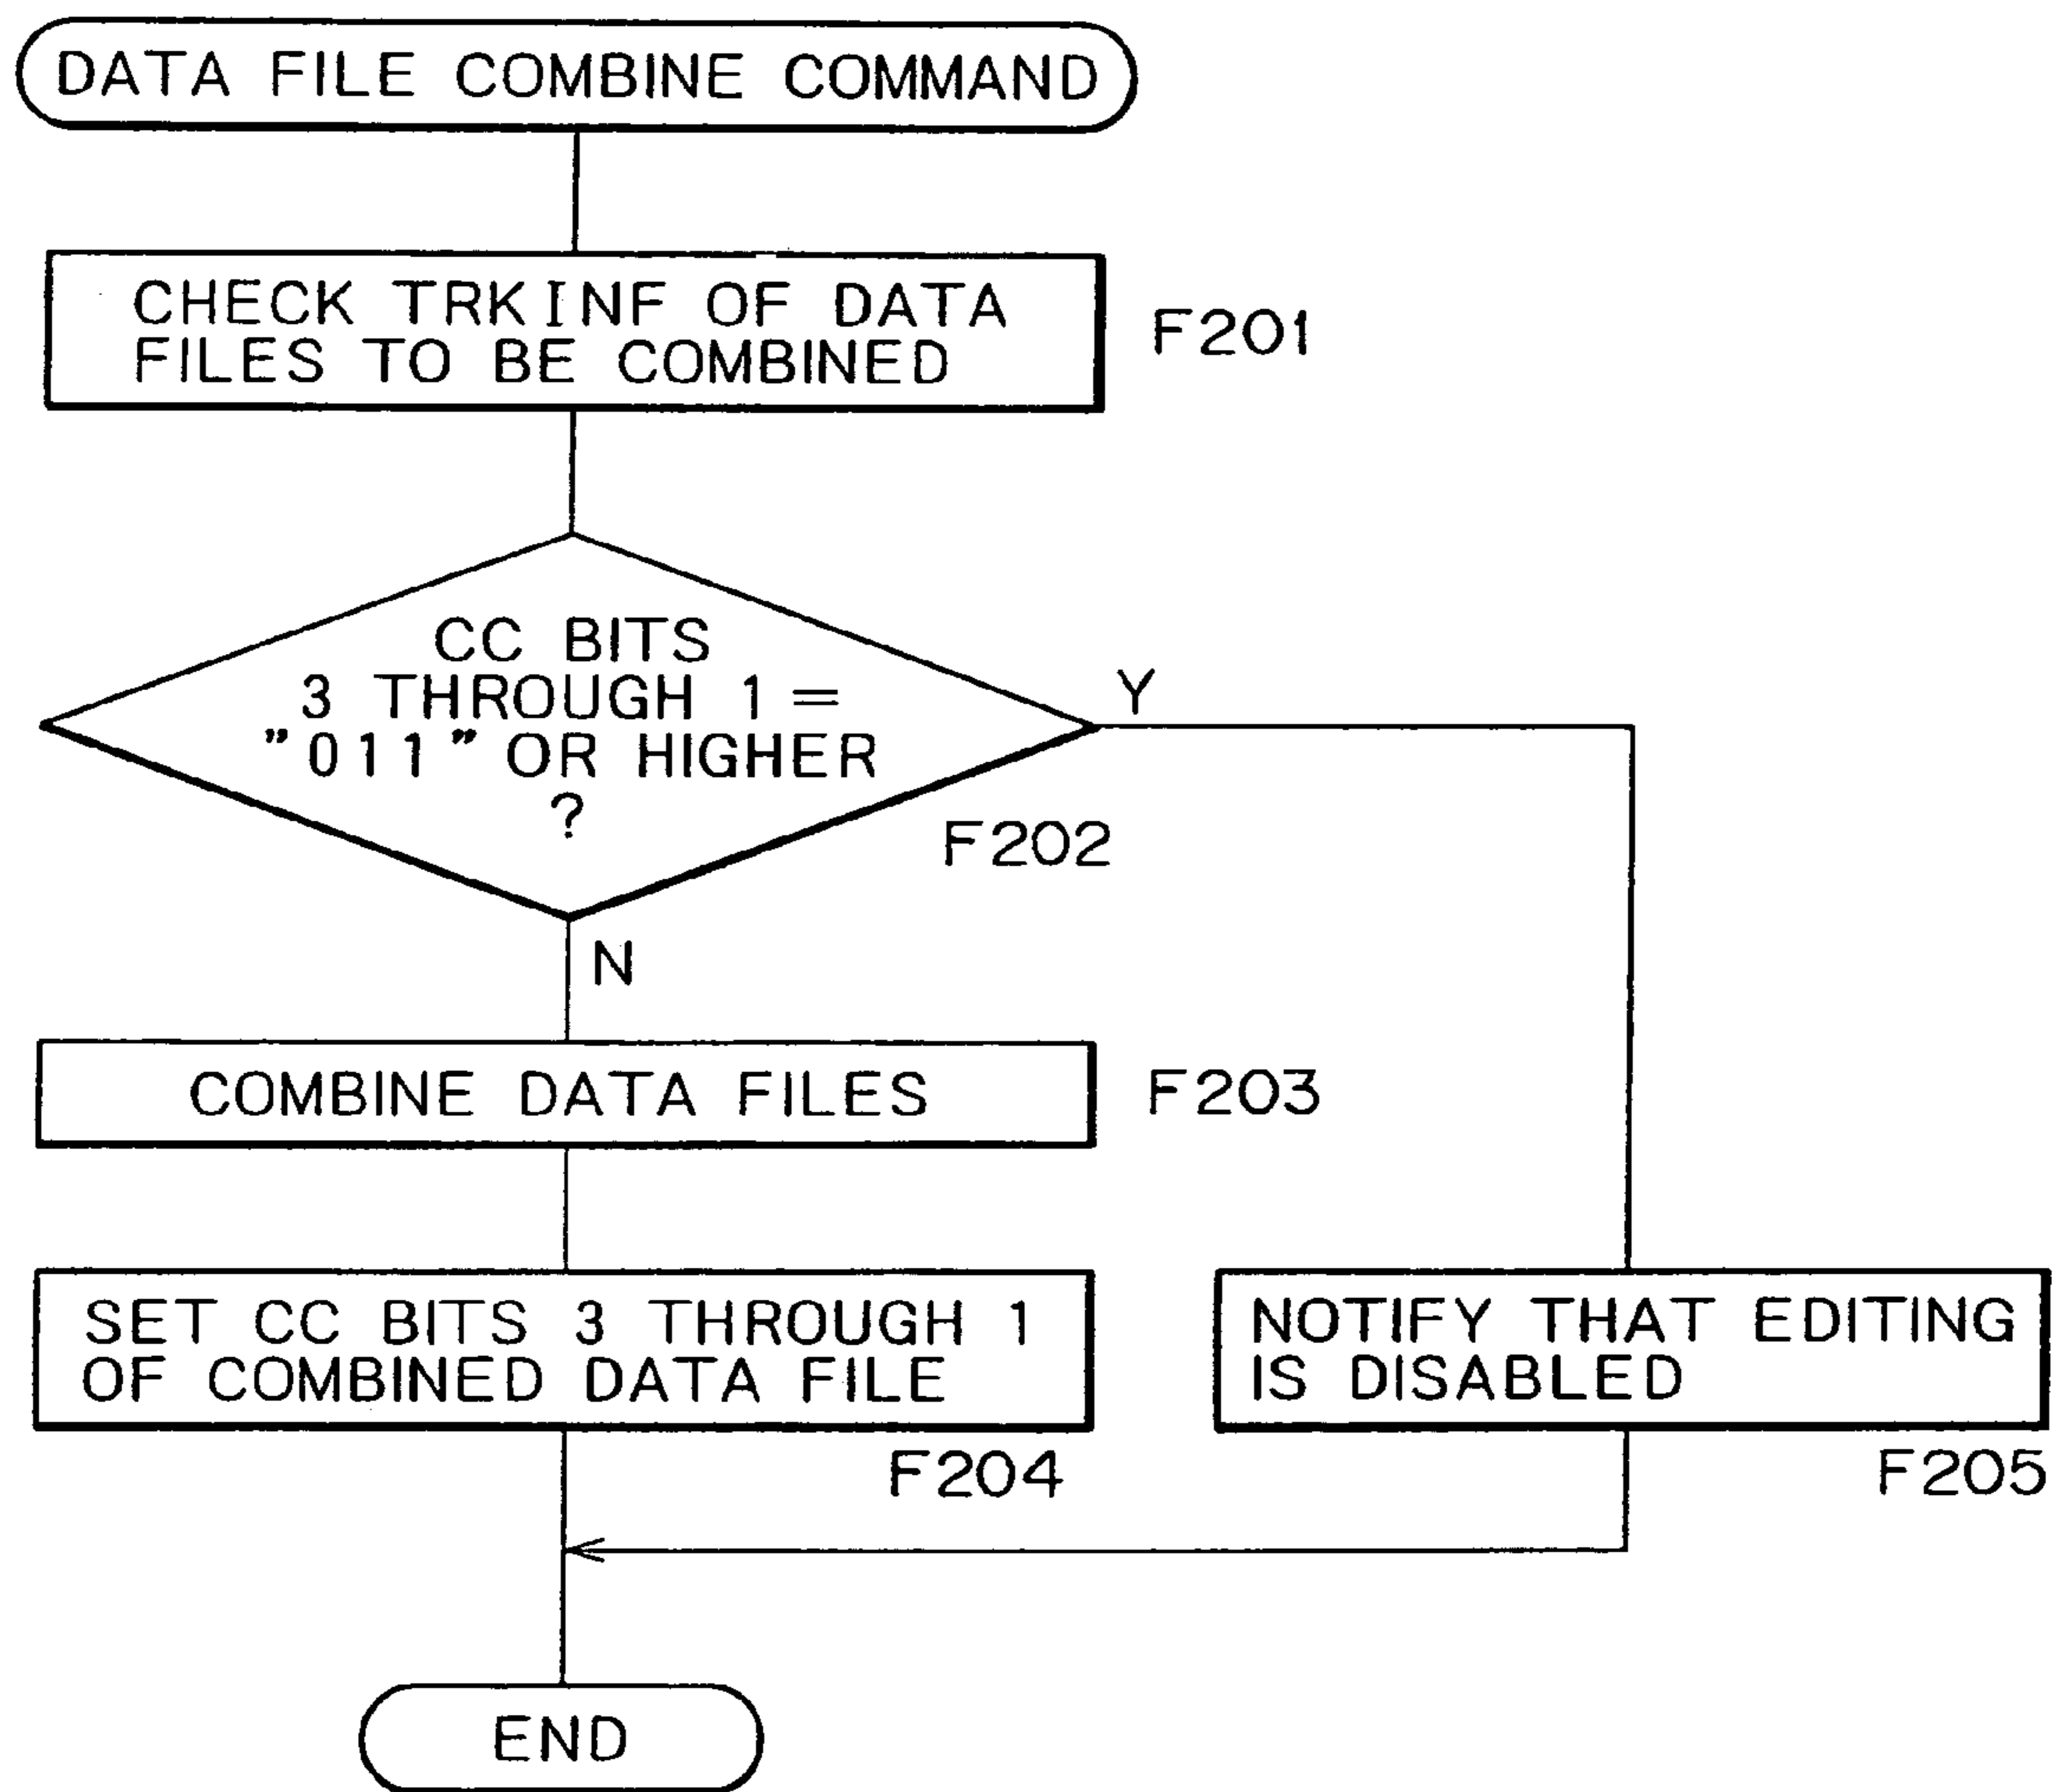 DATA FILE COMBINE COMMAND
CHECK TRKINF OF DATA
FILES TO BE COMBINED
F201
CC BITS
3 THROUGH 1 =
"011" OR HIGHER
?
Y
F202
N
COMBINE DATA FILES
F203
SET CC BITS 3 THROUGH 1
OF COMBINED DATA FILE
F204
NOTIFY THAT EDITING
IS DISABLED
F205
END